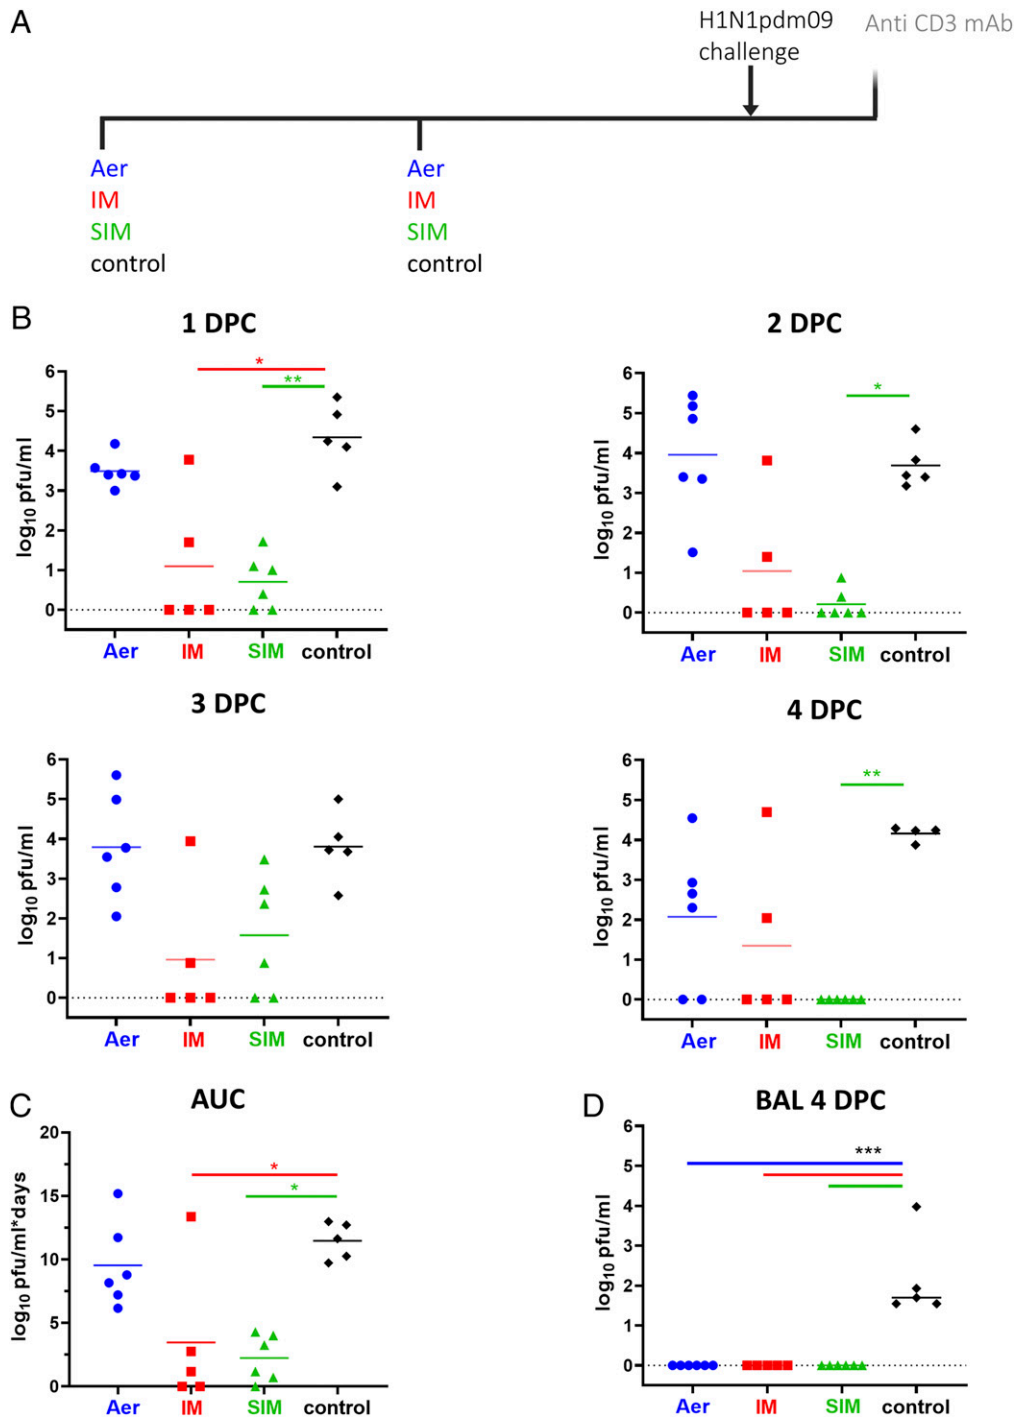 A
H1N1pdm09
challenge
Anti CD3 mAb
Aer
IM
SIM
control
Aer
IM
SIM
control
B
1 DPC
log10 pfu/ml
6
5
4
3
2
1
0
*
**
Aer IM SIM control
2 DPC
log10 pfu/ml
6
5
4
3
2
1
0
*
Aer IM SIM control
3 DPC
log10 pfu/ml
6
5
4
3
2
1
0
Aer IM SIM control
4 DPC
log10 pfu/ml
6
5
4
3
2
1
0
**
Aer IM SIM control
C
AUC
log10 pfu/ml*days
20
15
10
5
0
*
*
Aer IM SIM control
D
BAL 4 DPC
log10 pfu/ml
6
5
4
3
2
1
0
***
Aer IM SIM control